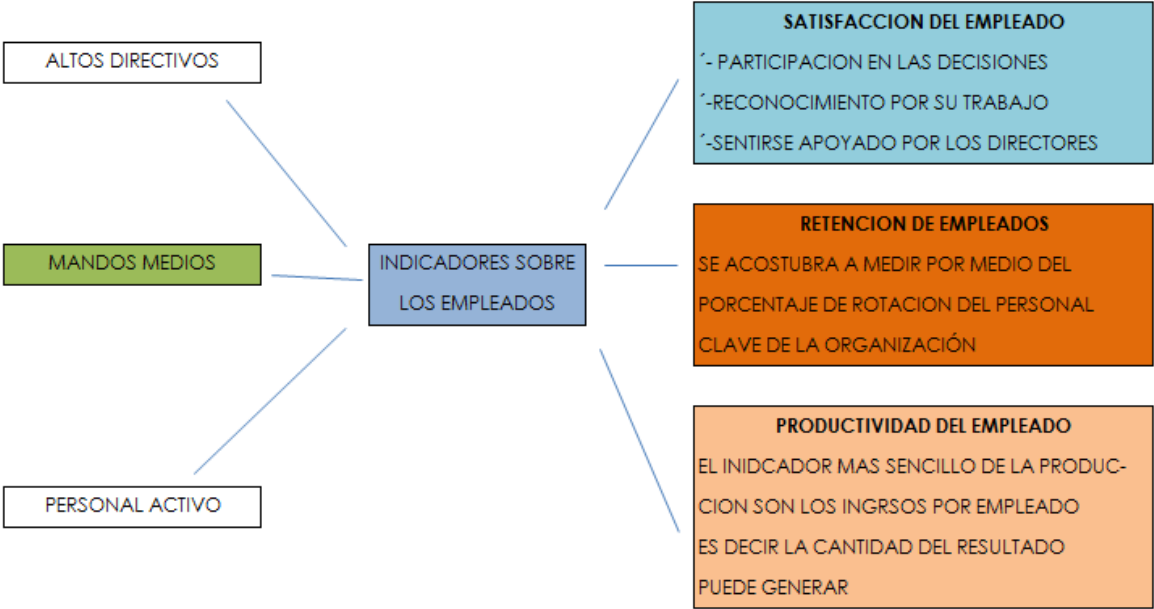 ALTOS DIRECTIVOS
MANDOS MEDIOS
PERSONAL ACTIVO
INDICADORES SOBRE
LOS EMPLEADOS
SATISFACCION DEL EMPLEADO
´- PARTICIPACION EN LAS DECISIONES
´-RECONOCIMIENTO POR SU TRABAJO
´-SENTIRSE APOYADO POR LOS DIRECTORES
RETENCION DE EMPLEADOS
SE ACOSTUBRA A MEDIR POR MEDIO DEL
PORCENTAJE DE ROTACION DEL PERSONAL
CLAVE DE LA ORGANIZACIÓN
PRODUCTIVIDAD DEL EMPLEADO
EL INIDCADOR MAS SENCILLO DE LA PRODUC-
CION SON LOS INGRSOS POR EMPLEADO
ES DECIR LA CANTIDAD DEL RESULTADO
PUEDE GENERAR